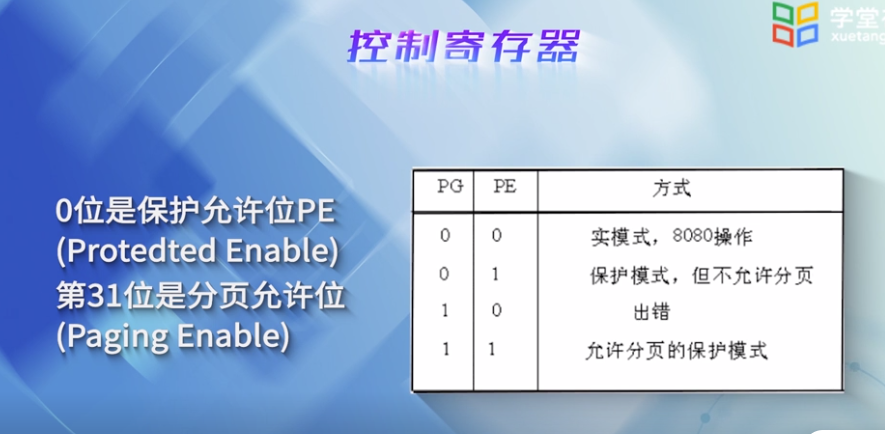 控制寄存器
学堂
xuetang
0位是保护允许位PE
(Protedted Enable)
第31位是分页允许位
(Paging Enable)
PG PE 方式
0 0 实模式，8080操作
0 1 保护模式，但不允许分页
1 0 出错
1 1 允许分页的保护模式